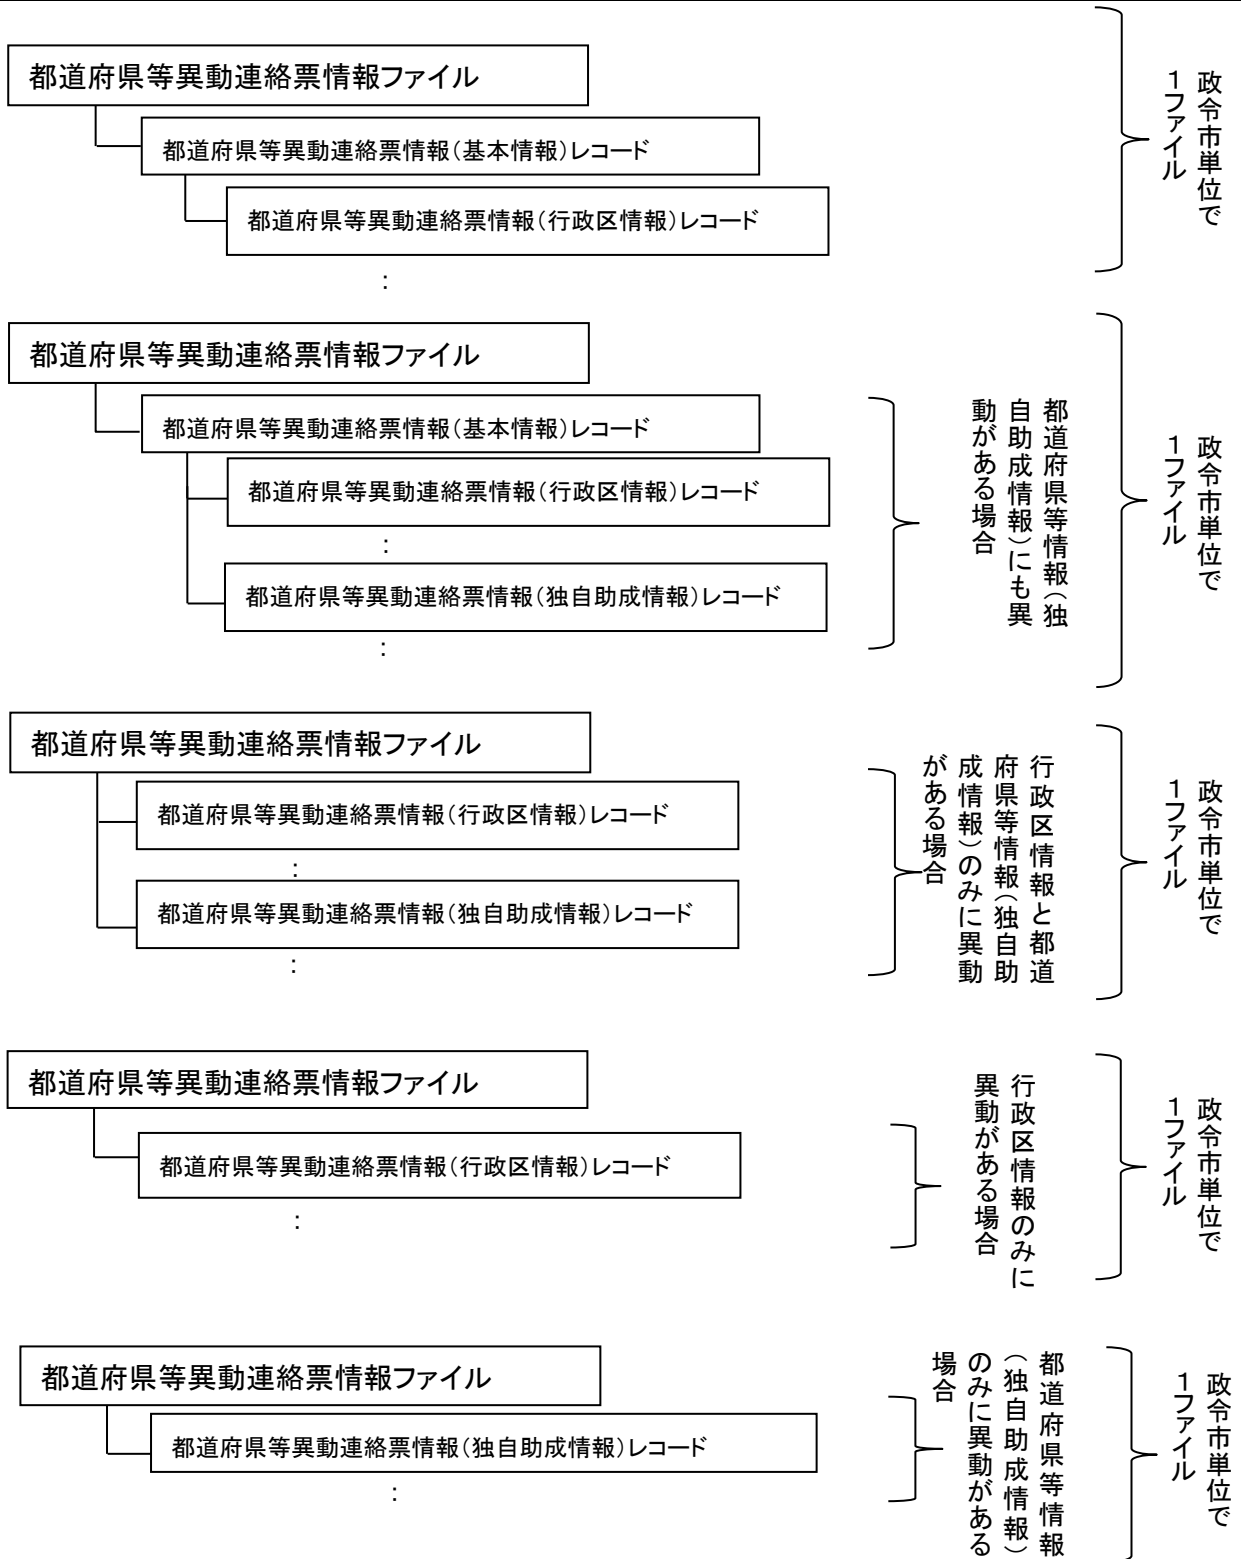 都道府県等異動連絡票情報ファイル
都道府県等異動連絡票情報（基本情報）レコード
都道府県等異動連絡票情報（行政区情報）レコード
：
政令市単位で
１ファイル
都道府県等異動連絡票情報ファイル
都道府県等異動連絡票情報（基本情報）レコード
都道府県等異動連絡票情報（行政区情報）レコード
：
都道府県等異動連絡票情報（独自助成情報）レコード
：
都道府県等情報（独
自助成情報）にも異
動がある場合
政令市単位で
１ファイル
都道府県等異動連絡票情報ファイル
都道府県等異動連絡票情報（行政区情報）レコード
：
都道府県等異動連絡票情報（独自助成情報）レコード
：
行政区情報と都道
府県等情報（独自助
成情報）のみに異動
がある場合
政令市単位で
１ファイル
都道府県等異動連絡票情報ファイル
都道府県等異動連絡票情報（行政区情報）レコード
：
行政区情報のみに
異動がある場合
政令市単位で
１ファイル
都道府県等異動連絡票情報ファイル
都道府県等異動連絡票情報（独自助成情報）レコード
：
都道府県等情報
（独自助成情報）
のみに異動がある
場合
政令市単位で
１ファイル